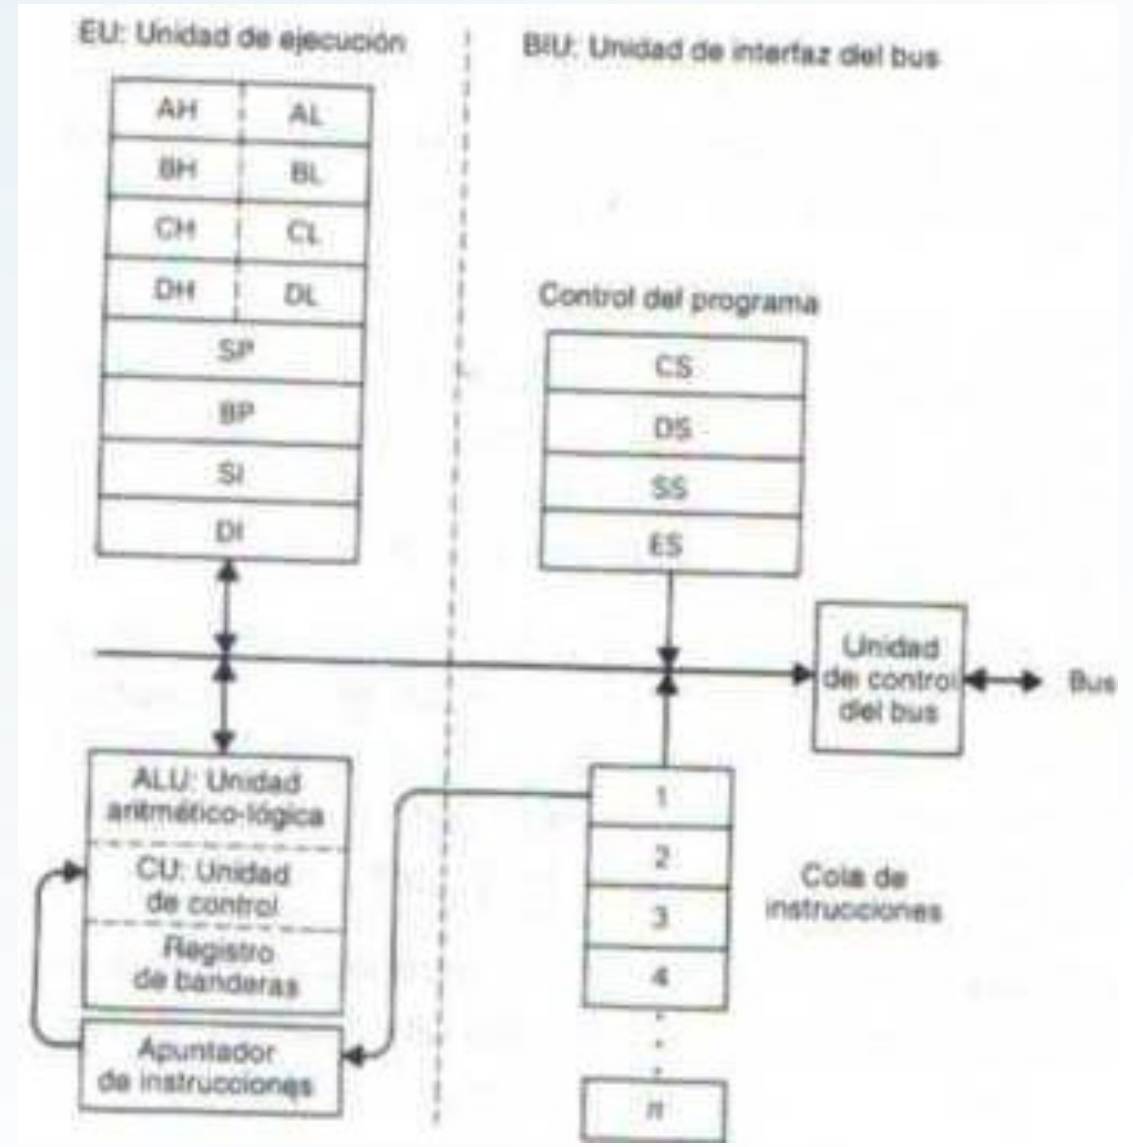 EU: Unidad de ejecución
BIU: Unidad de interfaz del bus
AH AL
BH BL
CH CL
DH DL
SP
BP
SI
DI
Control del programa
CS
DS
SS
ES
Unidad
de control
del bus
Bus
ALU: Unidad
aritmético-lógica
CU: Unidad
de control
Registro
de banderas
Apuntador
de instrucciones
1
2
3
4
n
Cola de
instrucciones